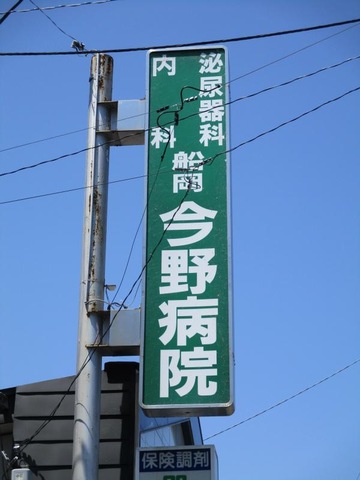 泌尿器科
内科
船岡
今野病院
保険調剤